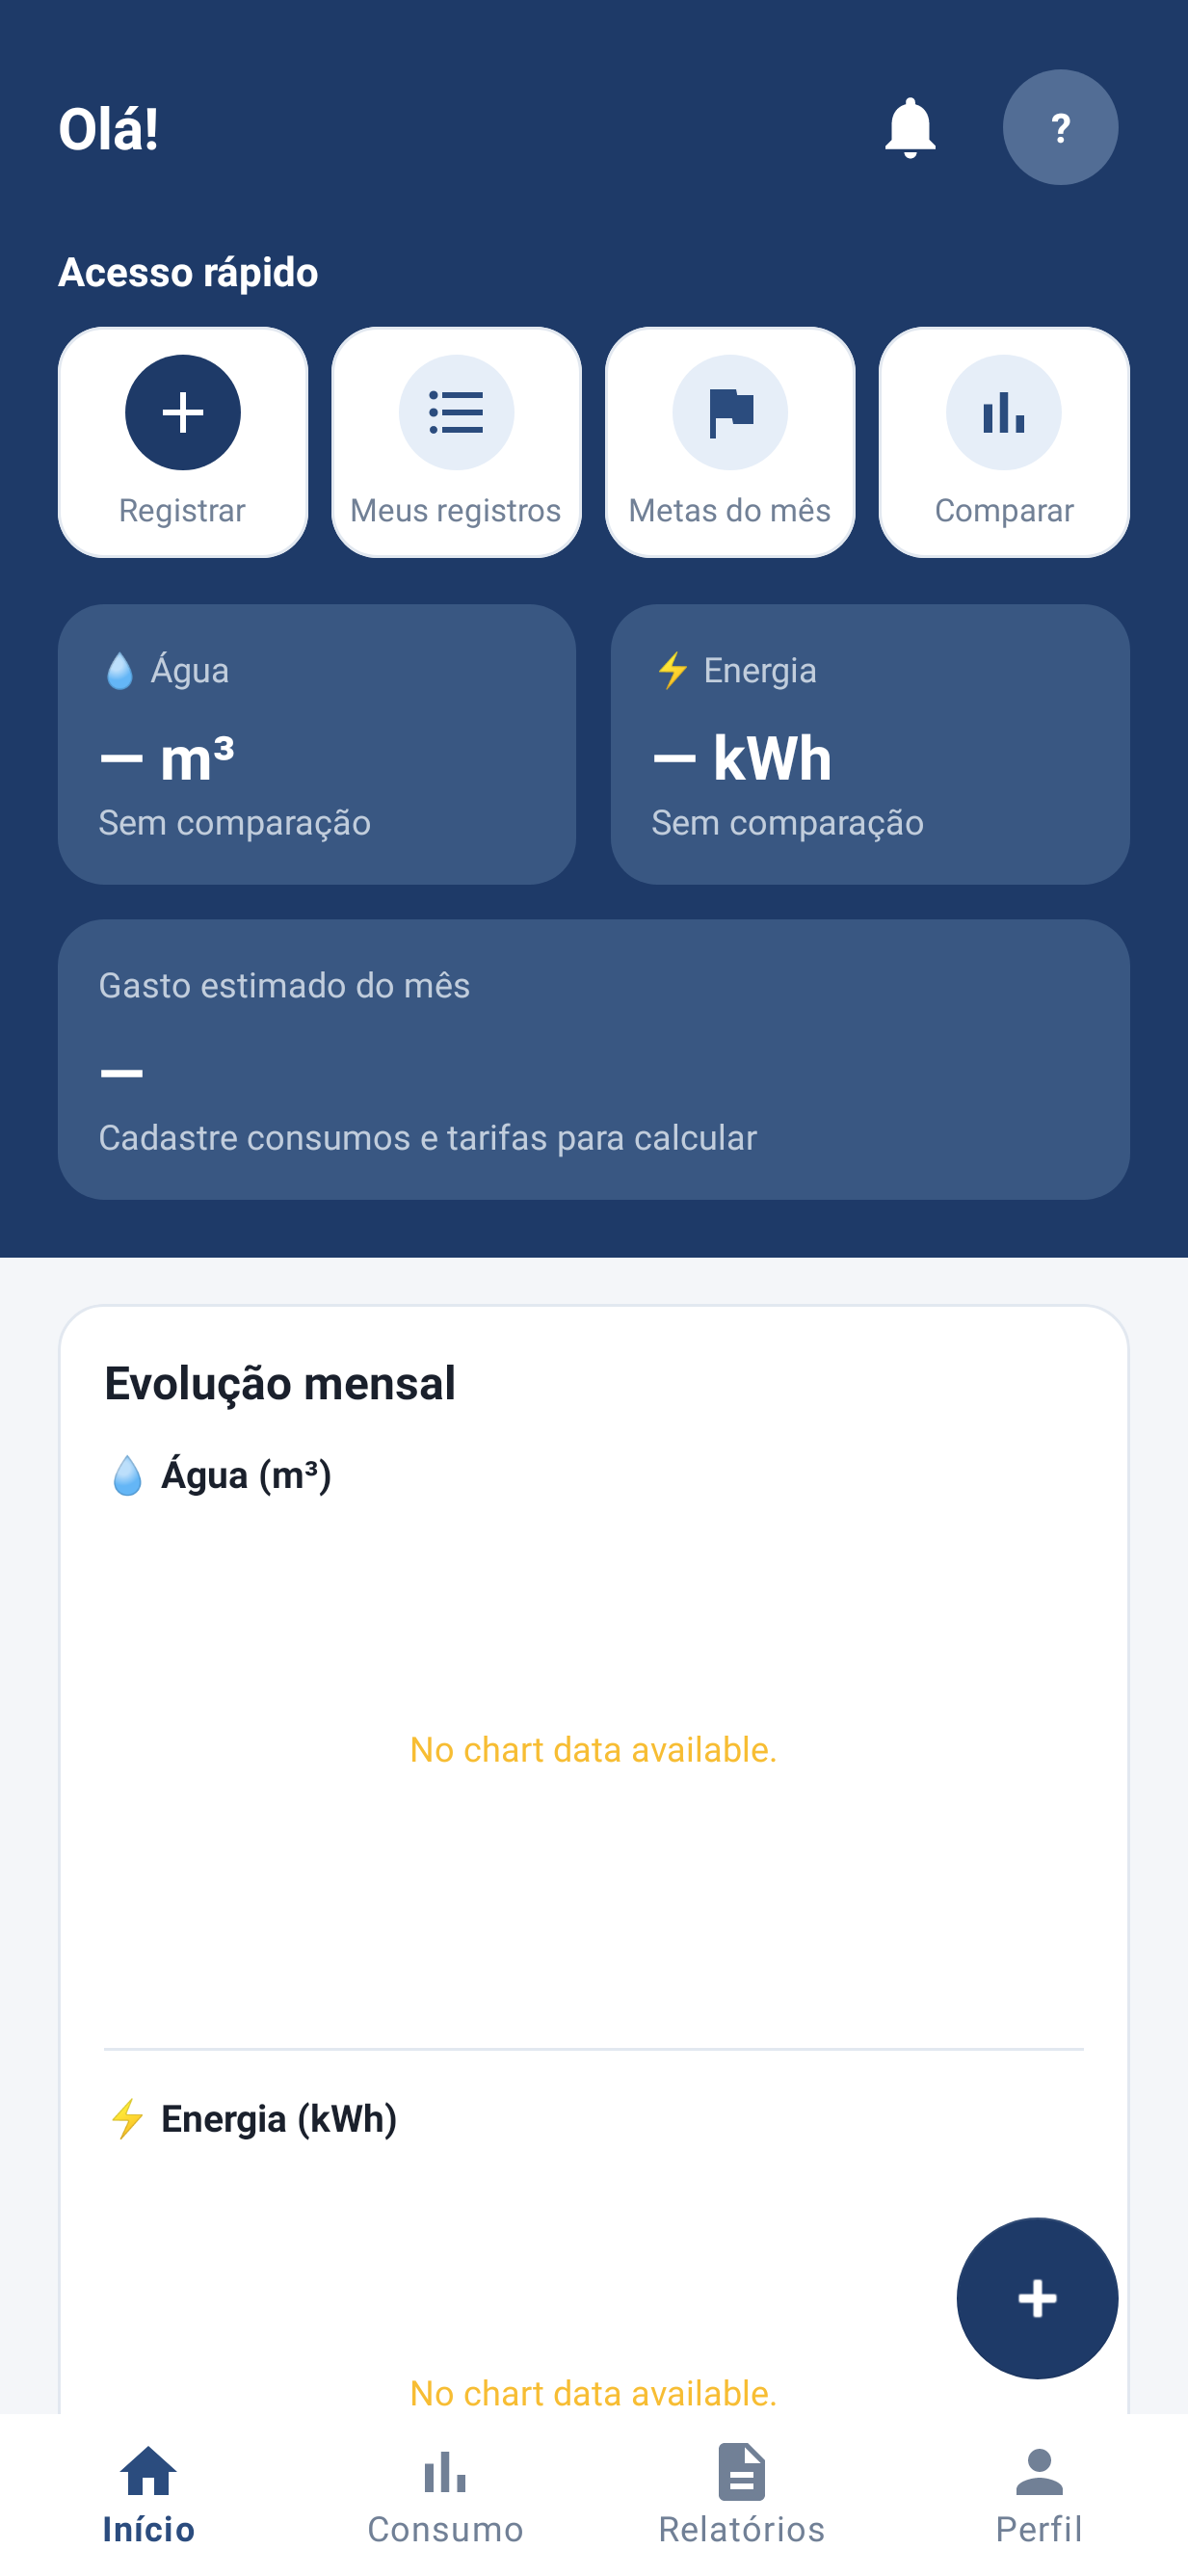 Olá!
?
Acesso rápido
Registrar
Meus registros
Metas do mês
Comparar
💧 Água
— m³
Sem comparação
⚡ Energia
— kWh
Sem comparação
Gasto estimado do mês
—
Cadastre consumos e tarifas para calcular
Evolução mensal
💧 Água (m³)
No chart data available.
⚡ Energia (kWh)
No chart data available.
Início
Consumo
Relatórios
Perfil